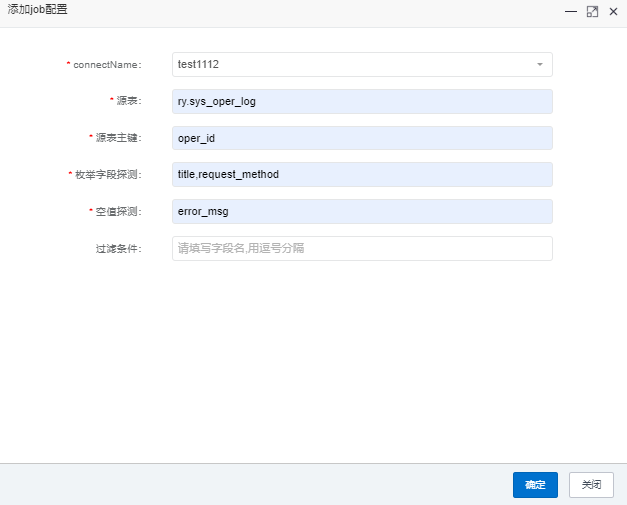 添加job配置
* connectName:
test1112
* 源表:
ry.sys_oper_log
* 源表主键:
oper_id
* 枚举字段探测:
title,request_method
* 空值探测:
error_msg
过滤条件:
请填写字段名,用逗号分隔
确定
关闭